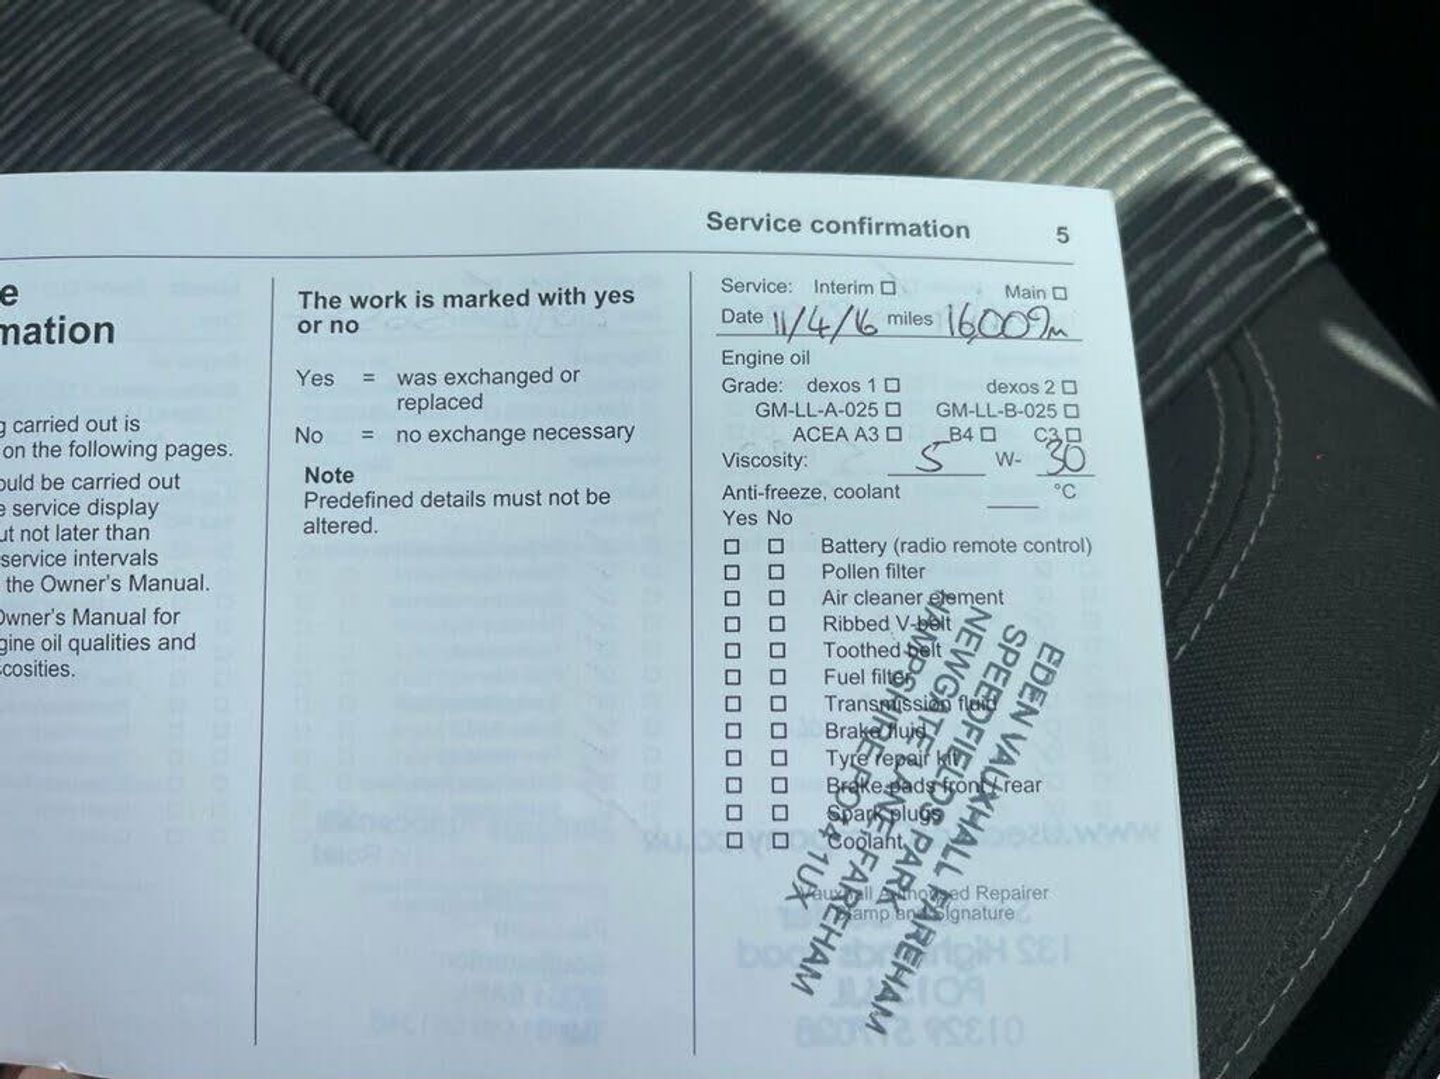 Service confirmation 5
e
mation
g carried out is
on the following pages.
ould be carried out
e service display
ut not later than
service intervals
the Owner's Manual.
Owner's Manual for
gine oil qualities and
scosities.
The work is marked with yes
or no
Yes = was exchanged or
replaced
No = no exchange necessary
Note
Predefined details must not be
altered.
Service: Interim ☐ Main ☐
Date 11/4/16 miles 16,009m
Engine oil
Grade: dexos 1 ☐ dexos 2 ☐
GM-LL-A-025 ☐ GM-LL-B-025 ☐
ACEA A3 ☐ B4 ☐ C3 ☐
Viscosity: 5 W- 30
Anti-freeze, coolant °C
Yes No
☐ ☐ Battery (radio remote control)
☐ ☐ Pollen filter
☐ ☐ Air cleaner element
☐ ☐ Ribbed V-belt
☐ ☐ Toothed belt
☐ ☐ Fuel filter
☐ ☐ Transmission fluid
☐ ☐ Brake fluid
☐ ☐ Tyre repair kit
☐ ☐ Brake pads front / rear
☐ ☐ Spark plugs
☐ ☐ Coolant
Vauxhall Authorised Repairer
Stamp and signature
EDEN VAUXHALL FAREHAM
SPEEDFIELDS PARK
NEWGATE LANE, FAREHAM
HAMPSHIRE PO14 1UX